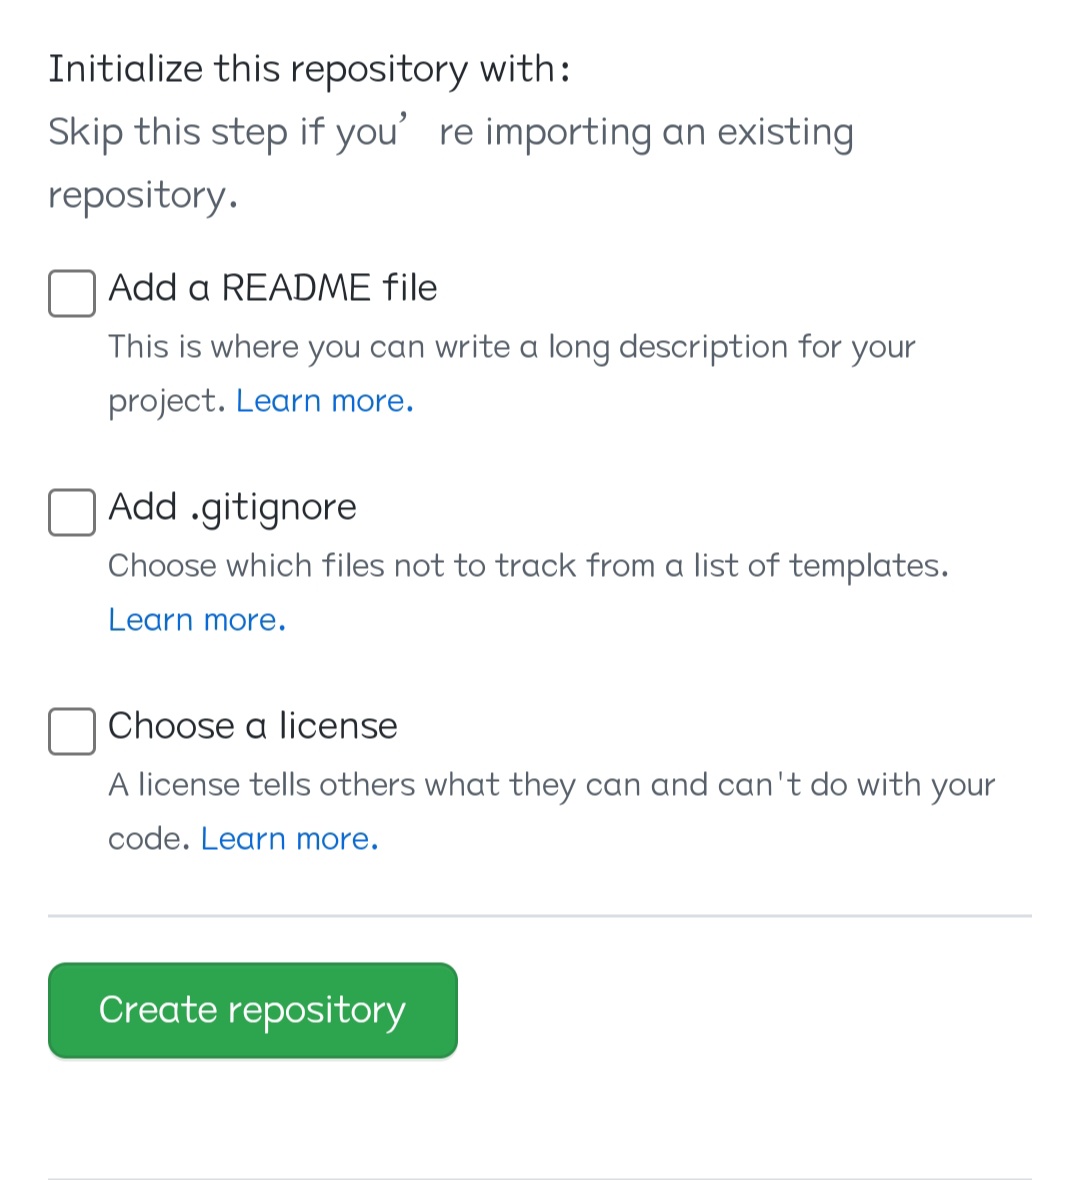 Initialize this repository with:
Skip this step if you’ re importing an existing
repository.
Add a README file
This is where you can write a long description for your
project. Learn more.
Add .gitignore
Choose which files not to track from a list of templates.
Learn more.
Choose a license
A license tells others what they can and can't do with your
code. Learn more.
Create repository